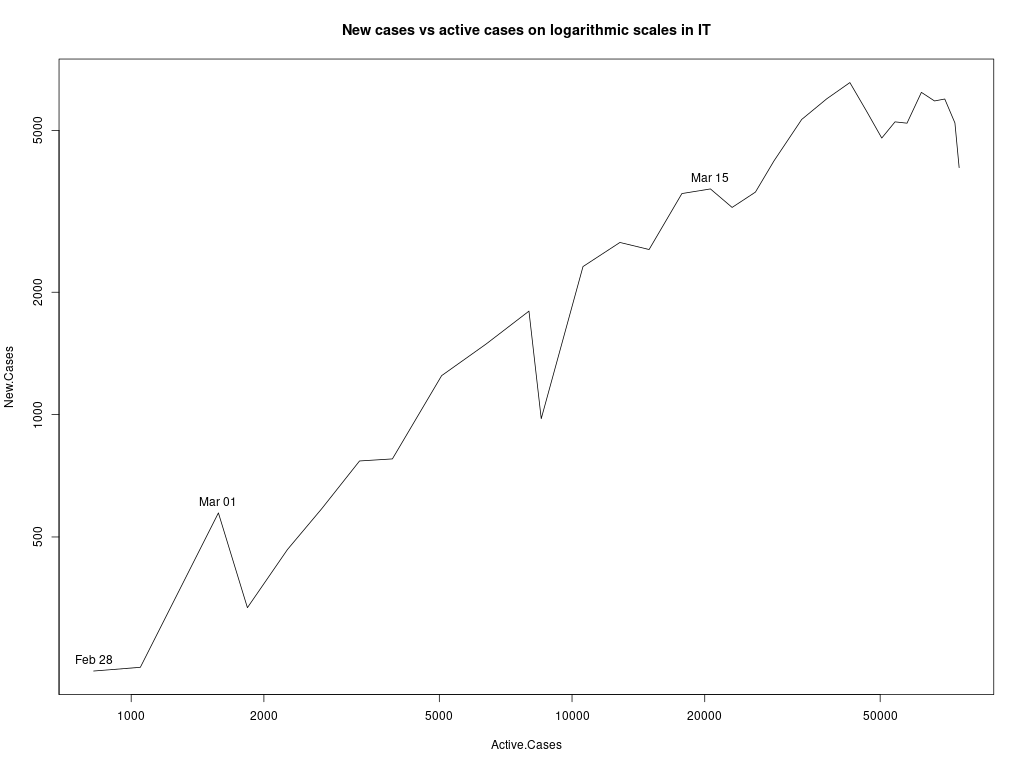 New cases vs active cases on logarithmic scales in IT
5000
2000
1000
500
New.Cases
Mar 15
Mar 01
Feb 28
1000 2000 5000 10000 20000 50000
Active.Cases